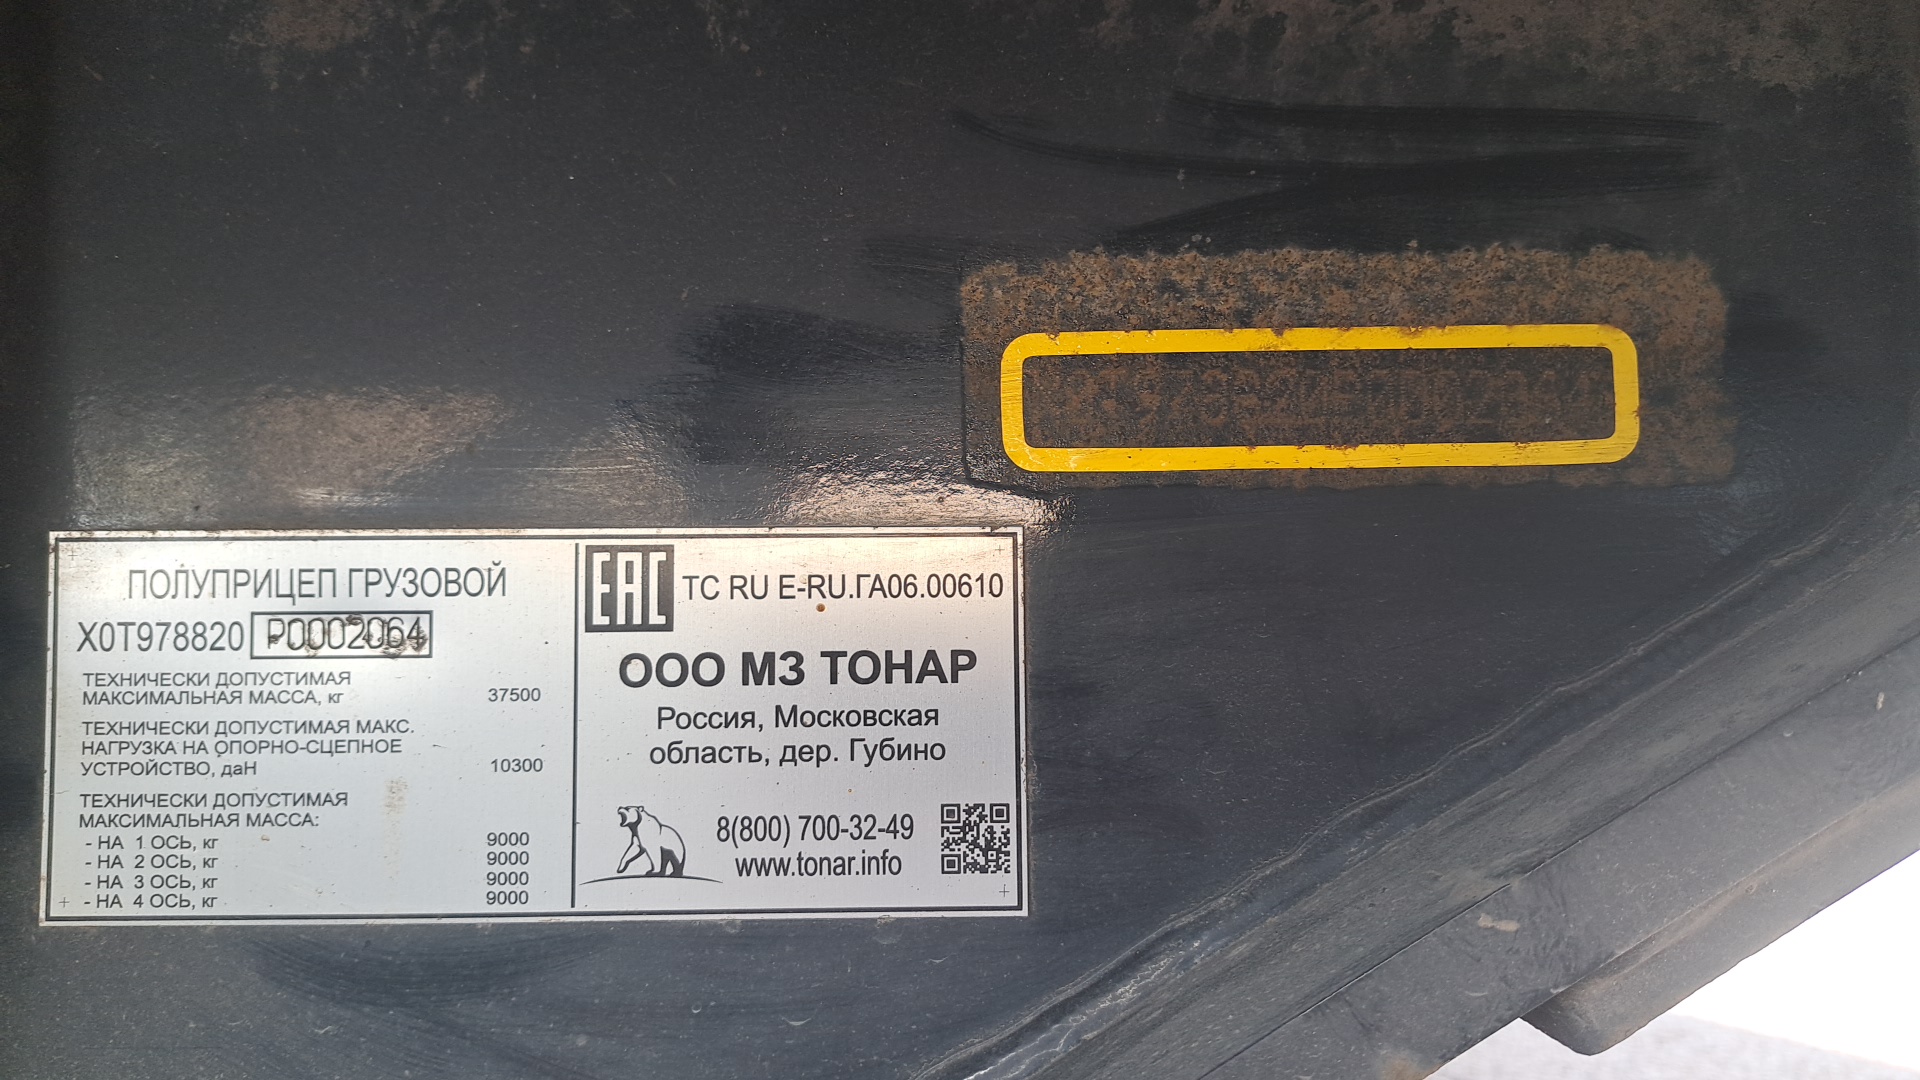 ПОЛУПРИЦЕП ГРУЗОВОЙ
X0T978820 P0002064
ТЕХНИЧЕСКИ ДОПУСТИМАЯ
МАКСИМАЛЬНАЯ МАССА, кг 37500
ТЕХНИЧЕСКИ ДОПУСТИМАЯ МАКС.
НАГРУЗКА НА ОПОРНО-СЦЕПНОЕ
УСТРОЙСТВО, даН 10300
ТЕХНИЧЕСКИ ДОПУСТИМАЯ
МАКСИМАЛЬНАЯ МАССА:
- НА 1 ОСЬ, кг 9000
- НА 2 ОСЬ, кг 9000
- НА 3 ОСЬ, кг 9000
- НА 4 ОСЬ, кг 9000
EAC TC RU E-RU.ГА06.00610
ООО МЗ ТОНАР
Россия, Московская
область, дер. Губино
8(800) 700-32-49
www.tonar.info